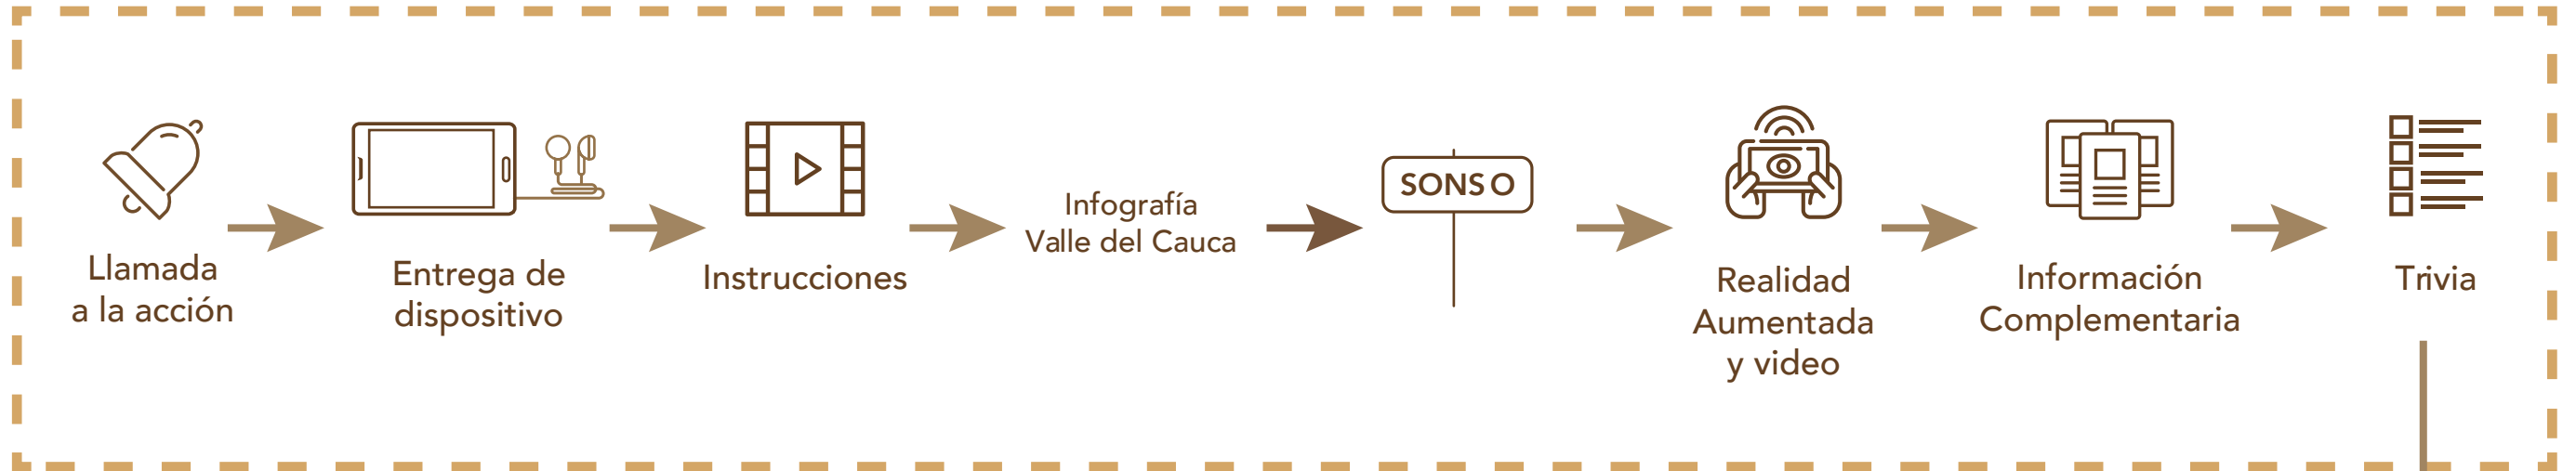 Llamada
a la acción
Entrega de
dispositivo
Instrucciones
Infografía
Valle del Cauca
SONSO
Realidad
Aumentada
y video
Información
Complementaria
Trivia